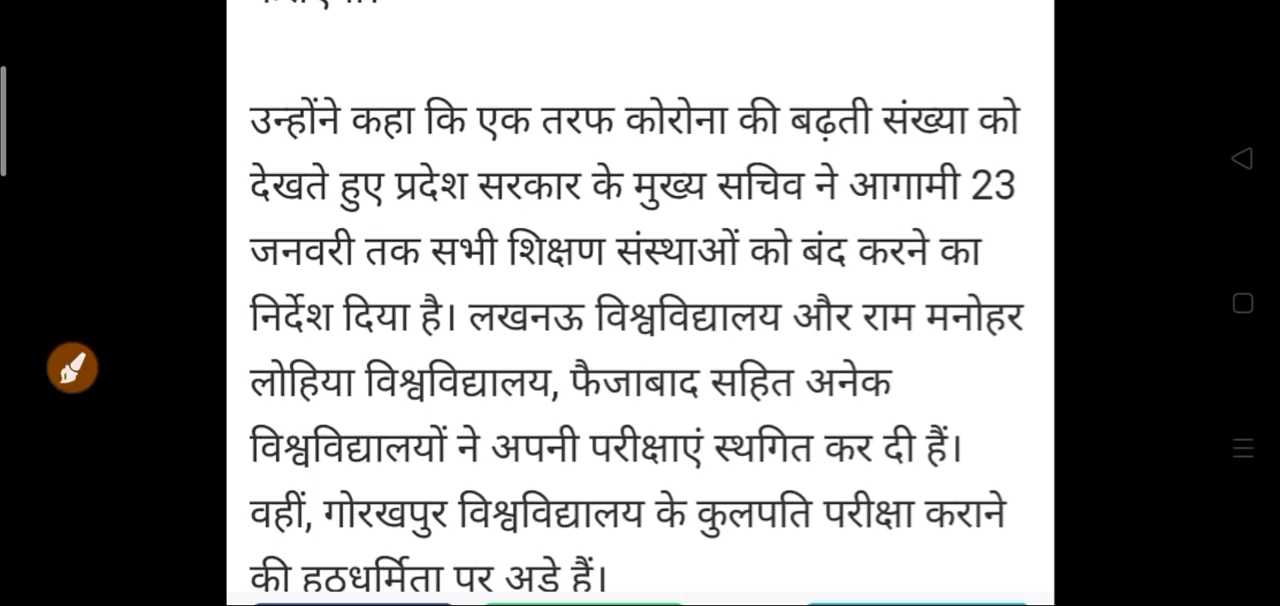 उन्होंने कहा कि एक तरफ कोरोना की बढ़ती संख्या को
देखते हुए प्रदेश सरकार के मुख्य सचिव ने आगामी 23
जनवरी तक सभी शिक्षण संस्थाओं को बंद करने का
निर्देश दिया है। लखनऊ विश्वविद्यालय और राम मनोहर
लोहिया विश्वविद्यालय, फैजाबाद सहित अनेक
विश्वविद्यालयों ने अपनी परीक्षाएं स्थगित कर दी हैं।
वहीं, गोरखपुर विश्वविद्यालय के कुलपति परीक्षा कराने
की हठधर्मिता पर अड़े हैं।